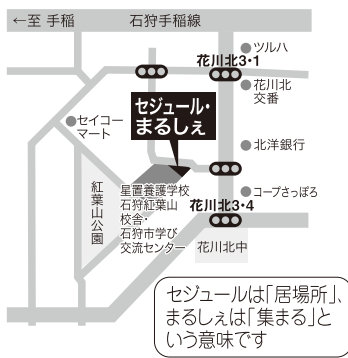 ←至 手稲
石狩手稲線
ツルハ
花川北3・1
花川北
交番
セジュール・
まるしぇ
セイコー
マート
北洋銀行
紅葉山公園
星置養護学校
石狩紅葉山
校舎・
石狩市学び
交流センター
コープさっぽろ
花川北3・4
花川北中
セジュールは「居場所」、
まるしぇは「集まる」と
いう意味です